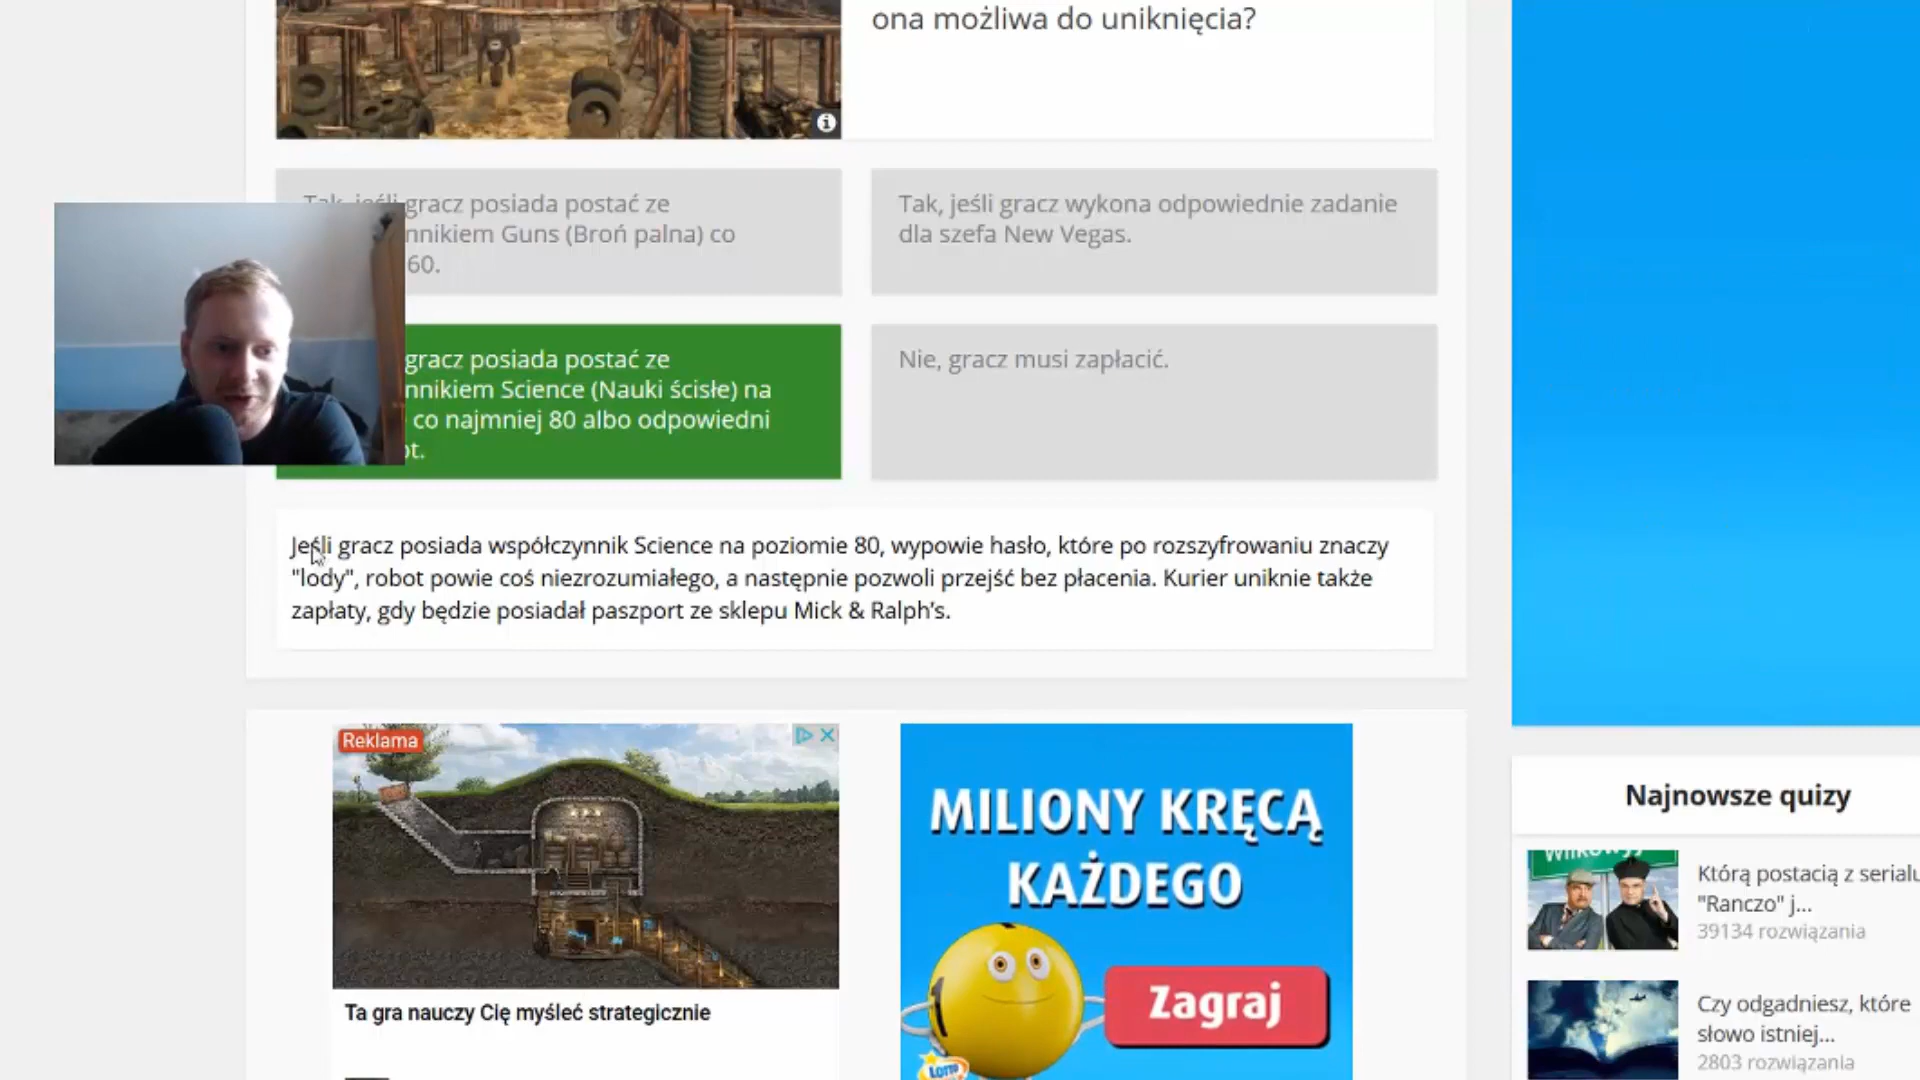 ona możliwa do uniknięcia?
Tak, jeśli gracz posiada postać ze
nnikiem Guns (Broń palna) co
60.
Tak, jeśli gracz wykona odpowiednie zadanie
dla szefa New Vegas.
gracz posiada postać ze
nnikiem Science (Nauki ścisłe) na
co najmniej 80 albo odpowiedni
ot.
Nie, gracz musi zapłacić.
Jeśli gracz posiada współczynnik Science na poziomie 80, wypowie hasło, które po rozszyfrowaniu znaczy
"lody", robot powie coś niezrozumiałego, a następnie pozwoli przejść bez płacenia. Kurier uniknie także
zapłaty, gdy będzie posiadał paszport ze sklepu Mick & Ralph's.
Reklama
Ta gra nauczy Cię myśleć strategicznie
MILIONY KRĘCĄ
KAŻDEGO
Zagraj
LOTTO
Najnowsze quizy
Wilkowyj
Którą postacią z serialu
"Ranczo" j...
39134 rozwiązania
Czy odgadniesz, które
słowo istniej...
2803 rozwiązania